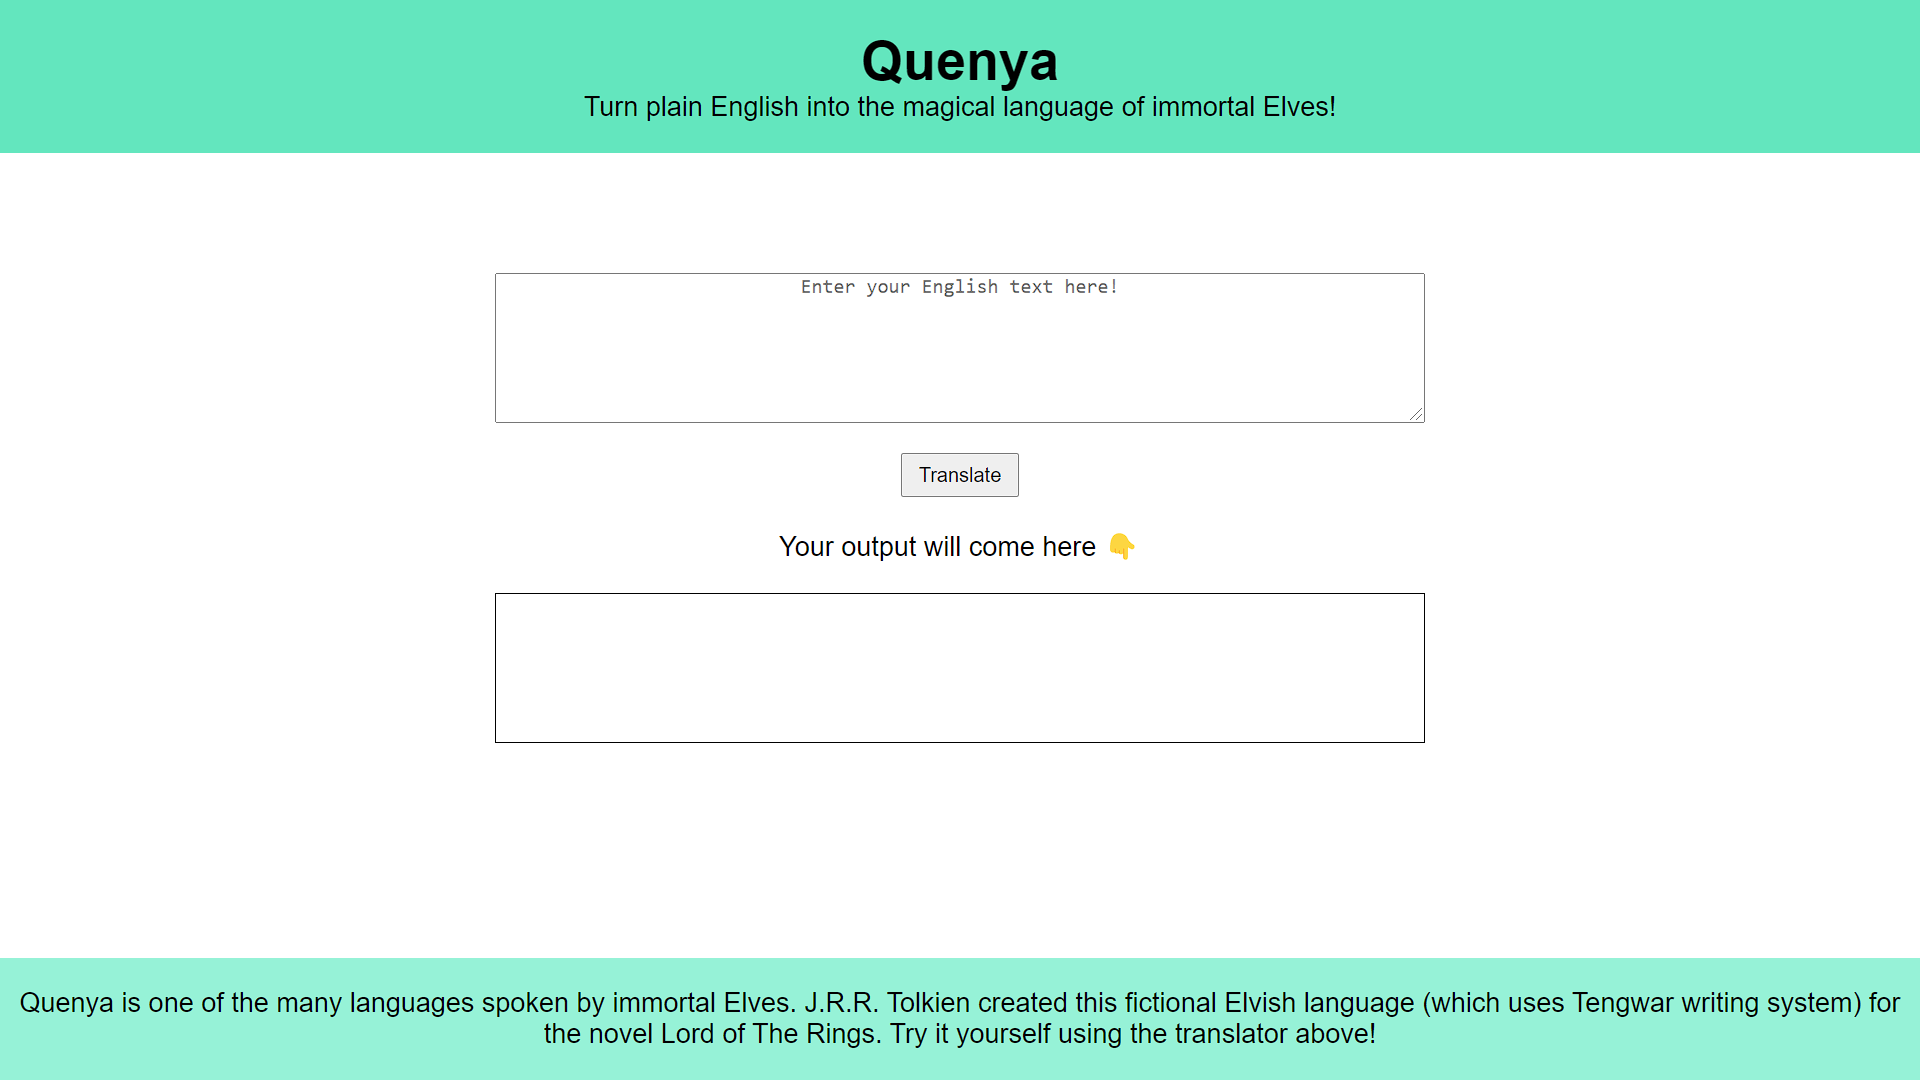 Quenya
Turn plain English into the magical language of immortal Elves!
Enter your English text here!
Translate
Your output will come here 👇
Quenya is one of the many languages spoken by immortal Elves. J.R.R. Tolkien created this fictional Elvish language (which uses Tengwar writing system) for
the novel Lord of The Rings. Try it yourself using the translator above!